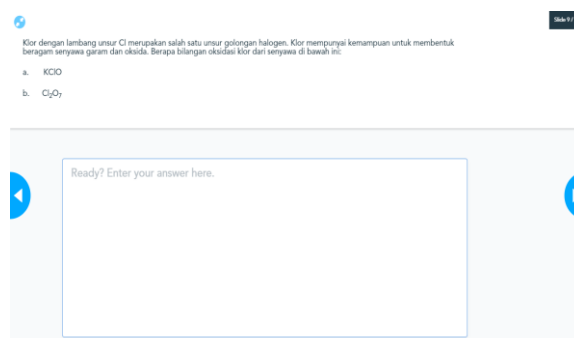 Slide 9 /
Klor dengan lambang unsur Cl merupakan salah satu unsur golongan halogen. Klor mempunyai kemampuan untuk membentuk
beragam senyawa garam dan oksida. Berapa bilangan oksidasi klor dari senyawa di bawah ini:
a. KClO
b. Cl₂O₇
Ready? Enter your answer here.